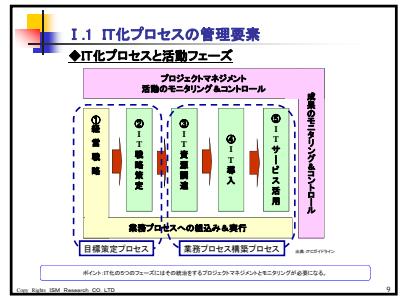 Ⅰ.1 IT化プロセスの管理要素
◆IT化プロセスと活動フェーズ
プロジェクトマネジメント
活動のモニタリング＆コントロール
成果のモニタリング＆コントロール
①経営戦略
②IT戦略策定
③IT資源調達
④IT導入
⑤ITサービス活用
業務プロセスへの組込み＆実行
目標策定プロセス
業務プロセス構築プロセス
出典：ITCガイドライン
ポイント：IT化の5つのフェーズにはその統治をするプロジェクトマネジメントとモニタリングが必要になる。
Copy Rights ISM Research CO. LTD
9